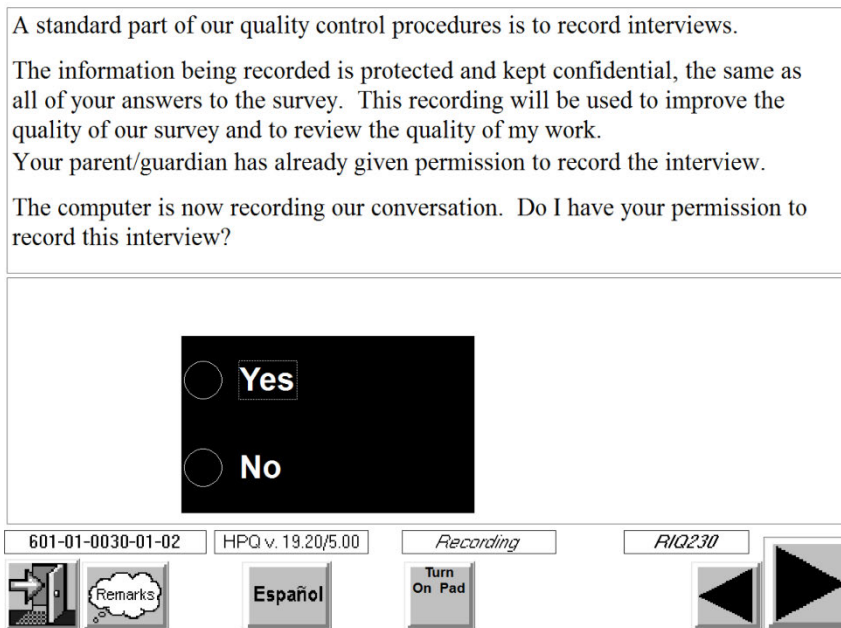 A standard part of our quality control procedures is to record interviews.
The information being recorded is protected and kept confidential, the same as
all of your answers to the survey.  This recording will be used to improve the
quality of our survey and to review the quality of my work.
Your parent/guardian has already given permission to record the interview.
The computer is now recording our conversation.  Do I have your permission to
record this interview?
Yes
No
601-01-0030-01-02
HPQ v. 19.20/5.00
Recording
RIQ230
Remarks
Español
Turn
On Pad